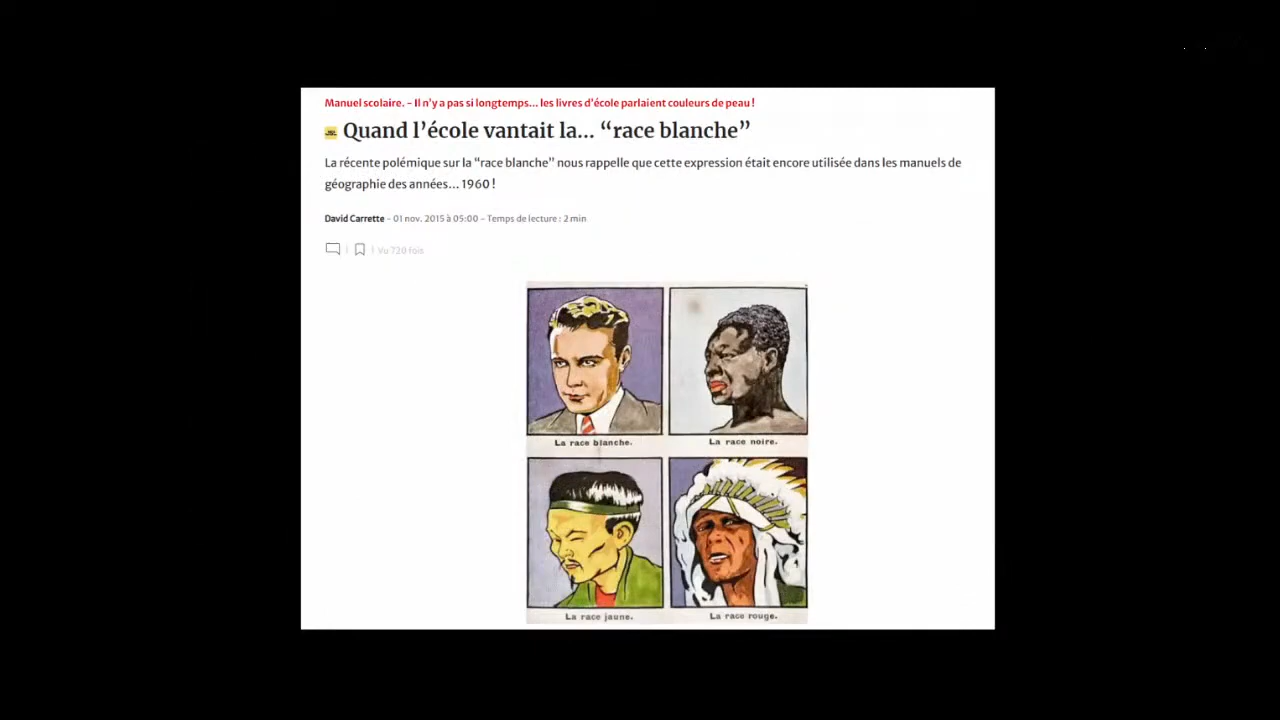 Manuel scolaire. - Il n'y a pas si longtemps... les livres d'école parlaient couleurs de peau !
Quand l'école vantait la... “race blanche”
La récente polémique sur la “race blanche” nous rappelle que cette expression était encore utilisée dans les manuels de
géographie des années... 1960 !
David Carrette - 01 nov. 2015 à 05:00 - Temps de lecture : 2 min
| | Vu 720 fois
La race blanche.
La race noire.
La race jaune.
La race rouge.